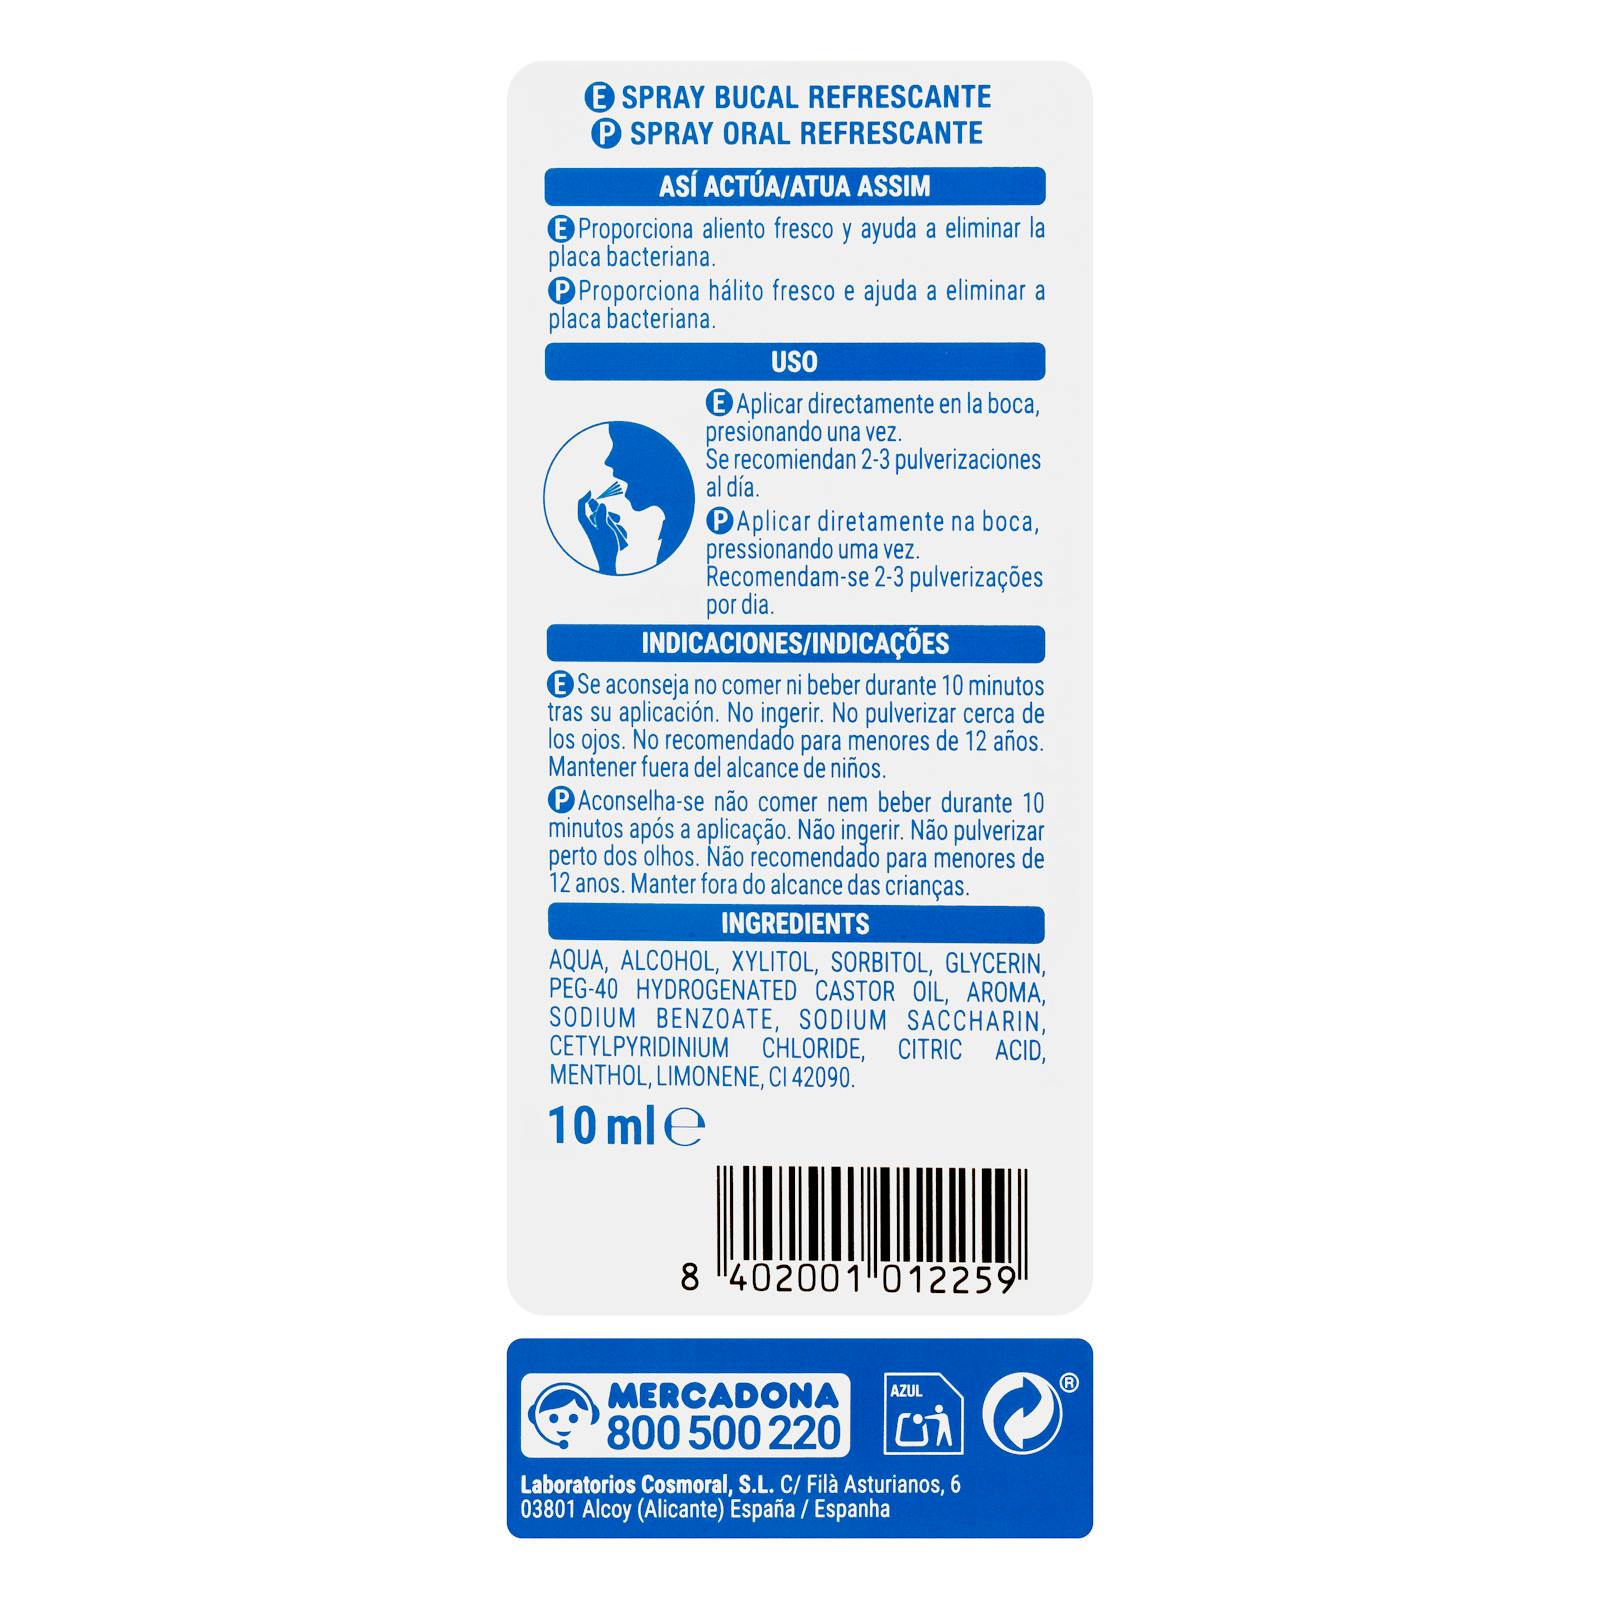 E SPRAY BUCAL REFRESCANTE
P SPRAY ORAL REFRESCANTE
ASÍ ACTÚA/ATUA ASSIM
E Proporciona aliento fresco y ayuda a eliminar la
placa bacteriana.
P Proporciona hálito fresco e ajuda a eliminar a
placa bacteriana.
USO
E Aplicar directamente en la boca,
presionando una vez.
Se recomiendan 2-3 pulverizaciones
al día.
P Aplicar diretamente na boca,
pressionando uma vez.
Recomendam-se 2-3 pulverizações
por dia.
INDICACIONES/INDICAÇÕES
E Se aconseja no comer ni beber durante 10 minutos
tras su aplicación. No ingerir. No pulverizar cerca de
los ojos. No recomendado para menores de 12 años.
Mantener fuera del alcance de niños.
P Aconselha-se não comer nem beber durante 10
minutos após a aplicação. Não ingerir. Não pulverizar
perto dos olhos. Não recomendado para menores de
12 anos. Manter fora do alcance das crianças.
INGREDIENTS
AQUA, ALCOHOL, XYLITOL, SORBITOL, GLYCERIN,
PEG-40 HYDROGENATED CASTOR OIL, AROMA,
SODIUM BENZOATE, SODIUM SACCHARIN,
CETYLPYRIDINIUM CHLORIDE, CITRIC ACID,
MENTHOL, LIMONENE, CI 42090.
10 ml ℮
8 402001 012259
MERCADONA
800 500 220
AZUL
®
Laboratorios Cosmoral, S.L. C/ Filà Asturianos, 6
03801 Alcoy (Alicante) España / Espanha